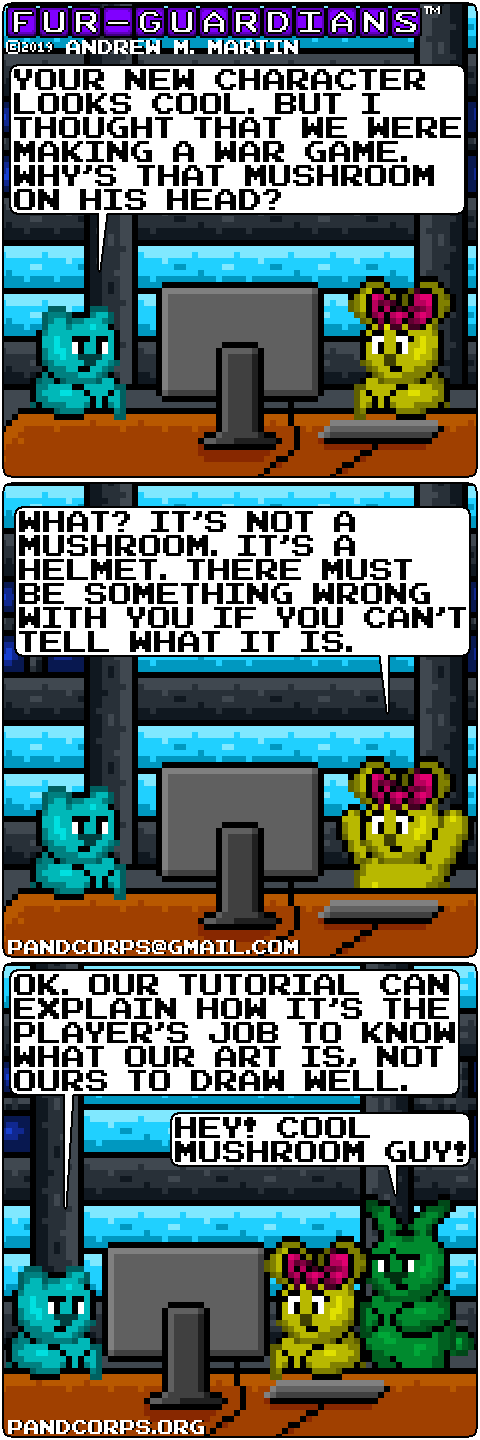 FUR-GUARDIANS™
©2019 ANDREW M. MARTIN
YOUR NEW CHARACTER
LOOKS COOL. BUT I
THOUGHT THAT WE WERE
MAKING A WAR GAME.
WHY'S THAT MUSHROOM
ON HIS HEAD?
WHAT? IT'S NOT A
MUSHROOM. IT'S A
HELMET. THERE MUST
BE SOMETHING WRONG
WITH YOU IF YOU CAN'T
TELL WHAT IT IS.
PANDCORPS@GMAIL.COM
OK. OUR TUTORIAL CAN
EXPLAIN HOW IT'S THE
PLAYER'S JOB TO KNOW
WHAT OUR ART IS, NOT
OURS TO DRAW WELL.
HEY! COOL
MUSHROOM GUY!
PANDCORPS.ORG